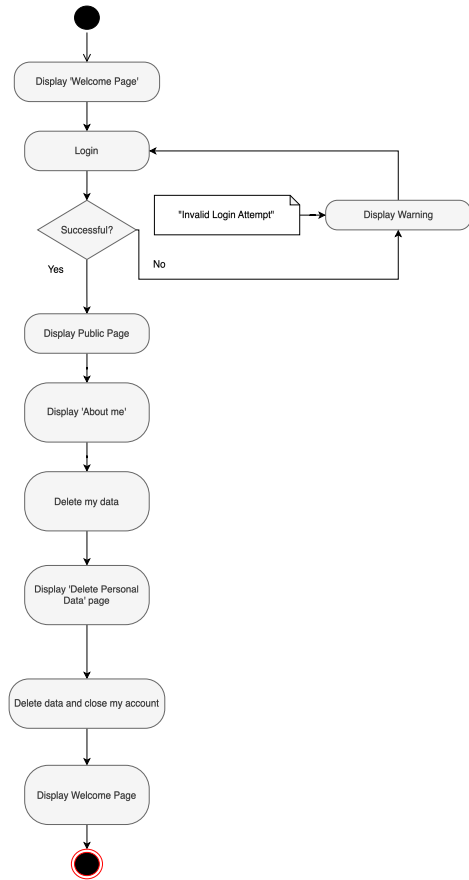 Display 'Welcome Page'
Login
Successful?
"Invalid Login Attempt"
Display Warning
Yes
No
Display Public Page
Display 'About me'
Delete my data
Display 'Delete Personal
Data' page
Delete data and close my account
Display Welcome Page